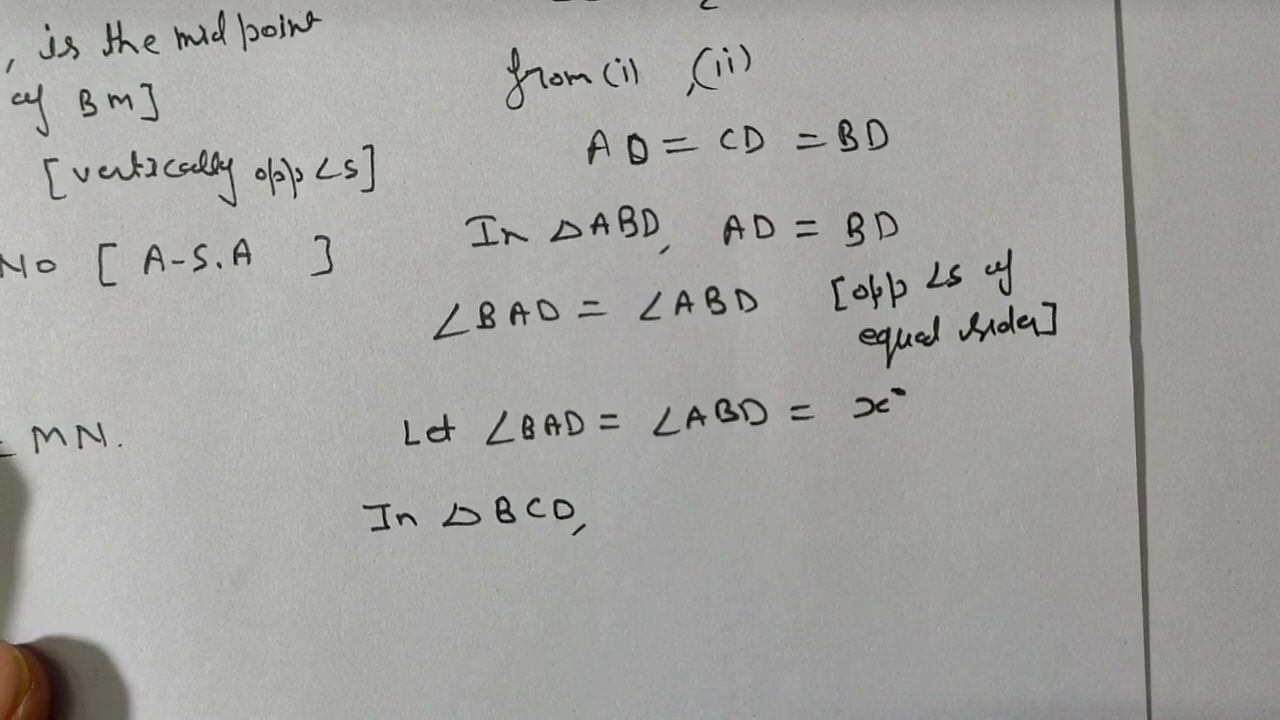 , is the mid point
of BM]
[vertically opp ∠s]
NO [ A-S.A ]
= MN.
from (i) ,(ii)
AD = CD = BD
In △ABD, AD = BD
∠BAD = ∠ABD [opp ∠s of
equal sides]
Let ∠BAD = ∠ABD = x°
In △BCD,